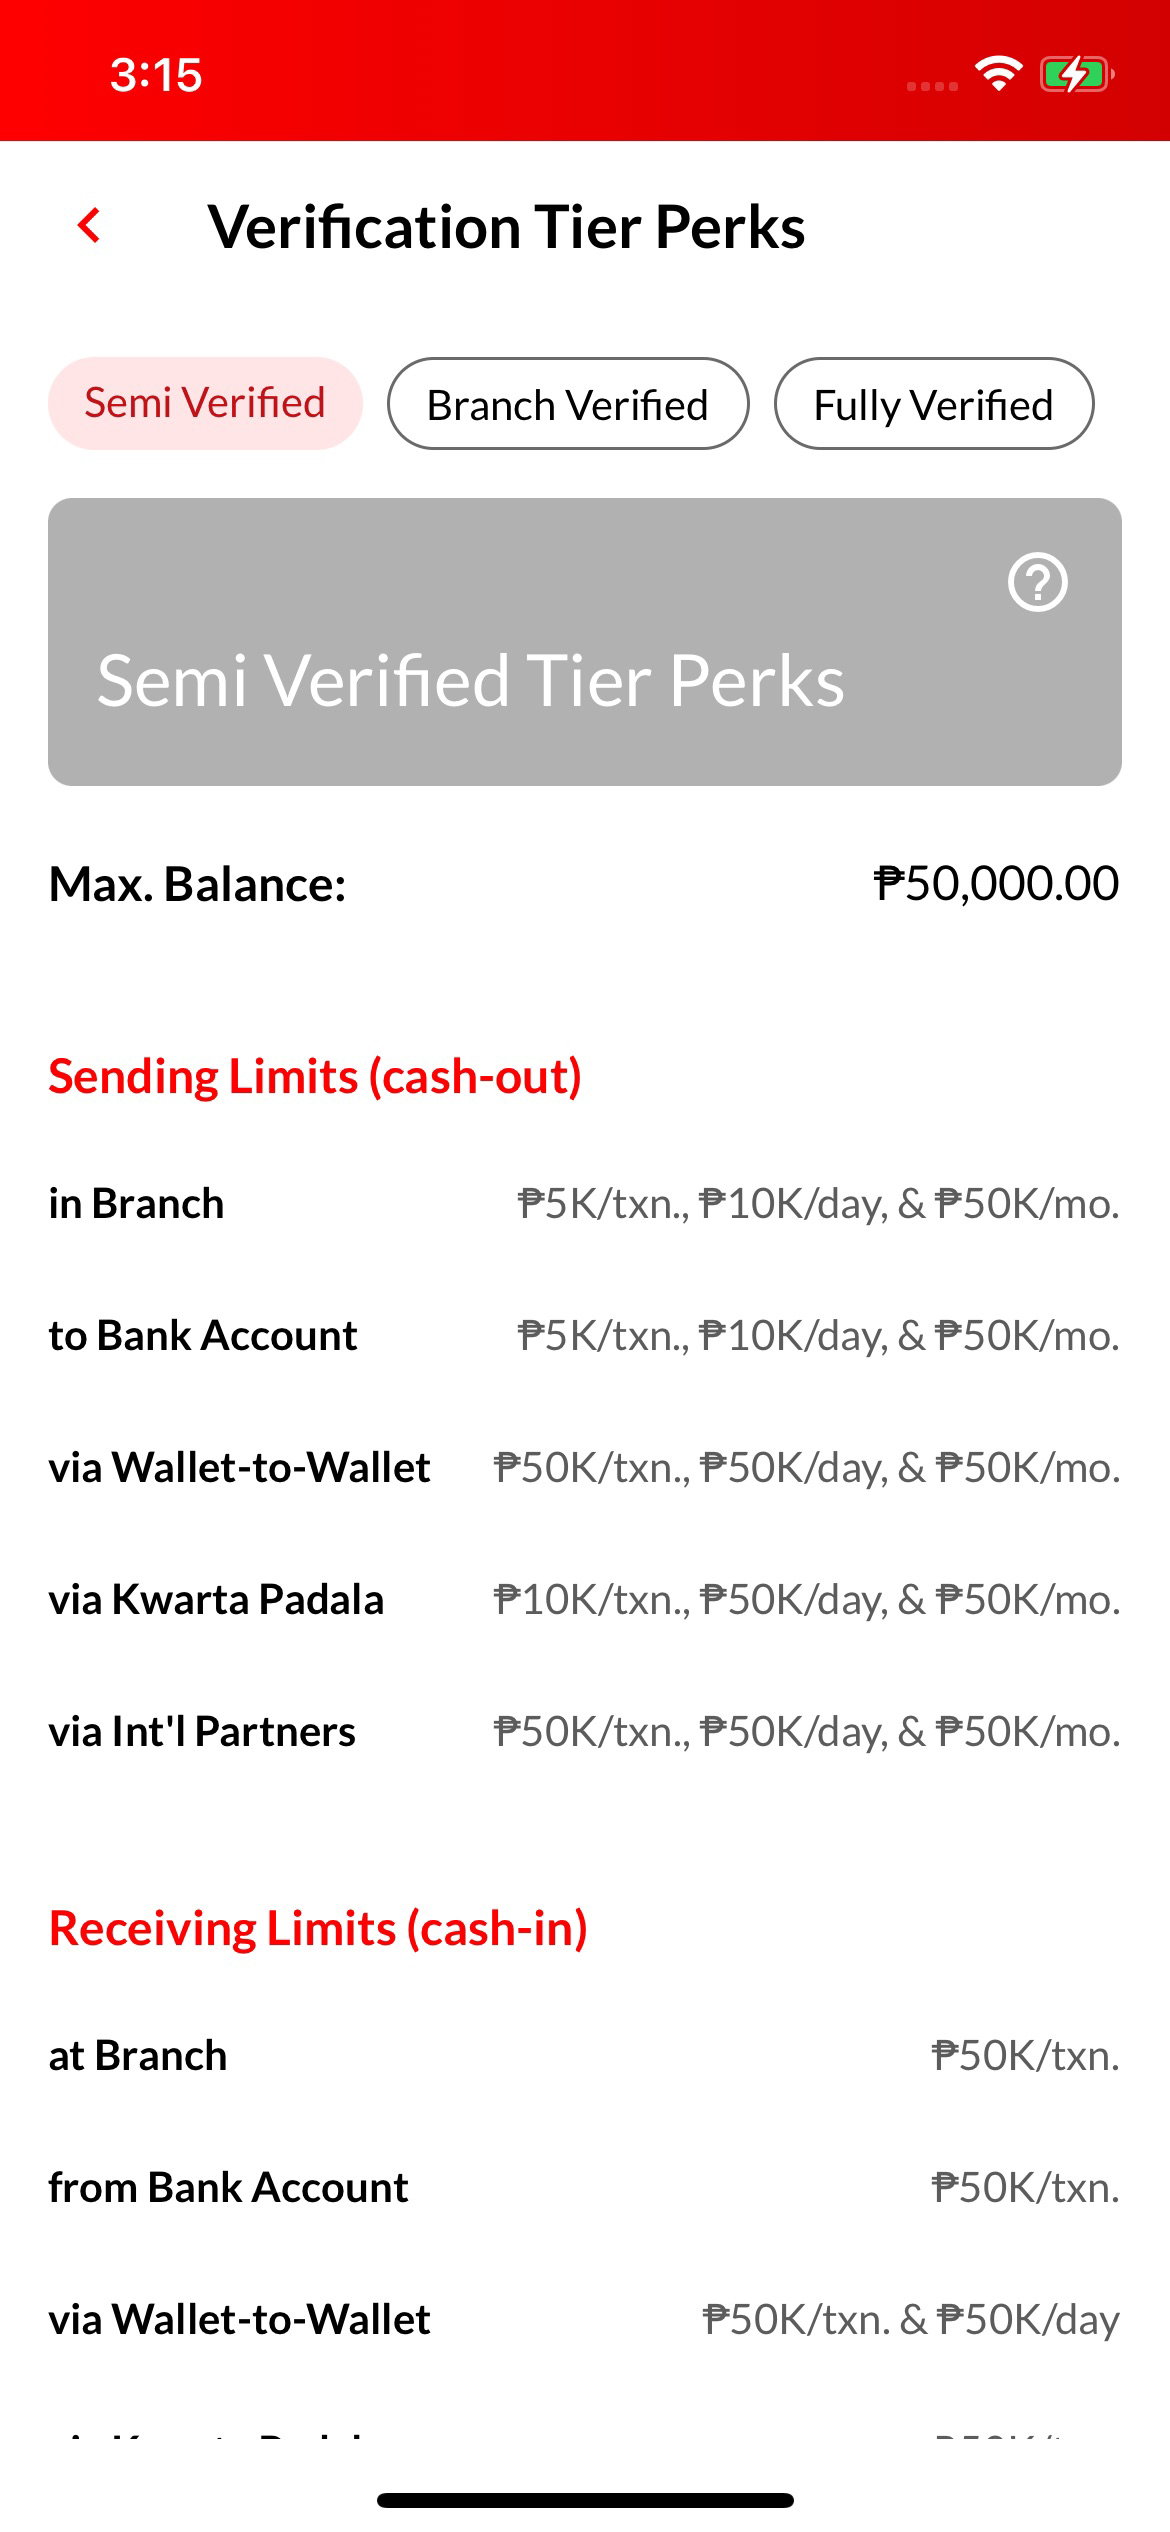 3:15
Verification Tier Perks
Semi Verified Branch Verified Fully Verified
Semi Verified Tier Perks
Max. Balance: ₱50,000.00
Sending Limits (cash-out)
in Branch ₱5K/txn., ₱10K/day, & ₱50K/mo.
to Bank Account ₱5K/txn., ₱10K/day, & ₱50K/mo.
via Wallet-to-Wallet ₱50K/txn., ₱50K/day, & ₱50K/mo.
via Kwarta Padala ₱10K/txn., ₱50K/day, & ₱50K/mo.
via Int'l Partners ₱50K/txn., ₱50K/day, & ₱50K/mo.
Receiving Limits (cash-in)
at Branch ₱50K/txn.
from Bank Account ₱50K/txn.
via Wallet-to-Wallet ₱50K/txn. & ₱50K/day